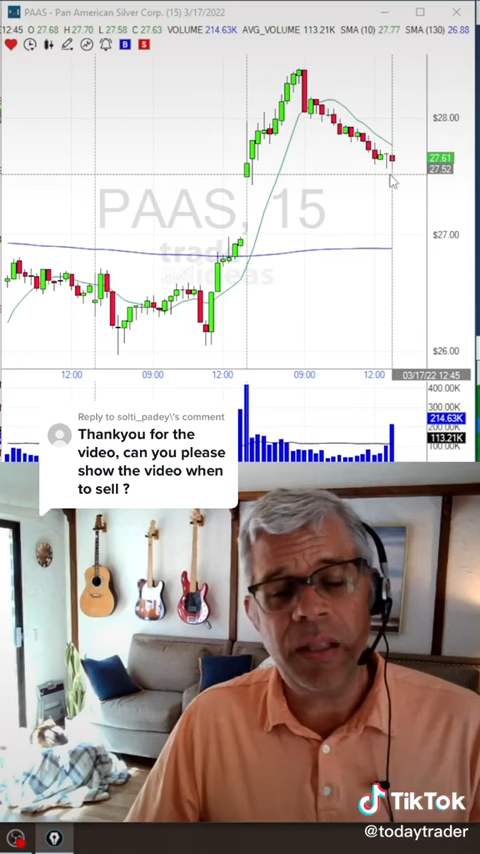 PAAS - Pan American Silver Corp. (15) 3/17/2022
12:45 O 27.68 H 27.70 L 27.58 C 27.63 VOLUME 214.63K AVG_VOLUME 113.21K SMA (10) 27.77 SMA (130) 26.88
B S
$28.00
27.61
27.52
PAAS, 15
$27.00
trade
ideas
$26.00
12:00 09:00 12:00 09:00 12:00 03/17/22 12:45
400.00K
300.00K
214.63K
200.00K
113.21K
Reply to solti_padey\'s comment
Thankyou for the
video, can you please
show the video when
to sell ?
TikTok
@todaytrader